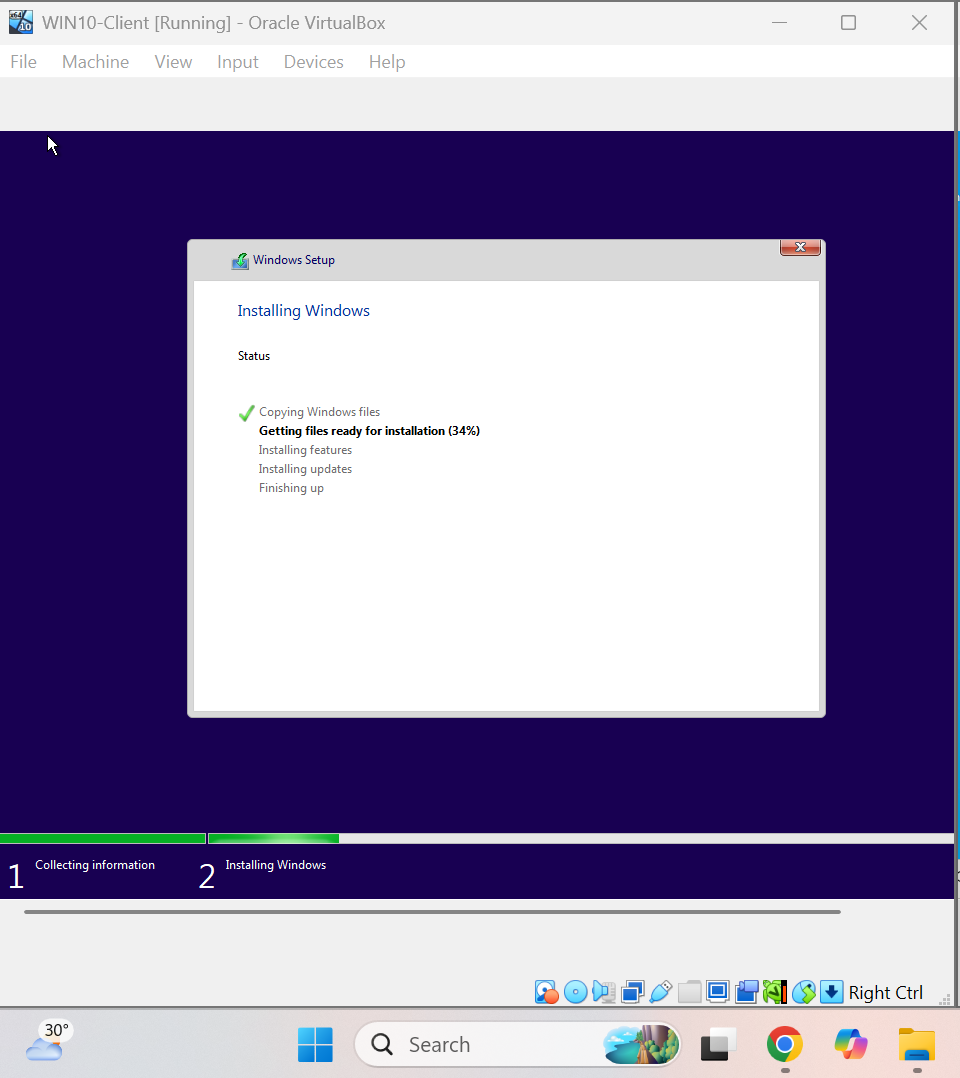 WIN10-Client [Running] - Oracle VirtualBox
File Machine View Input Devices Help
Windows Setup
Installing Windows
Status
Copying Windows files
Getting files ready for installation (34%)
Installing features
Installing updates
Finishing up
1 Collecting information 2 Installing Windows
Right Ctrl
30°
Search